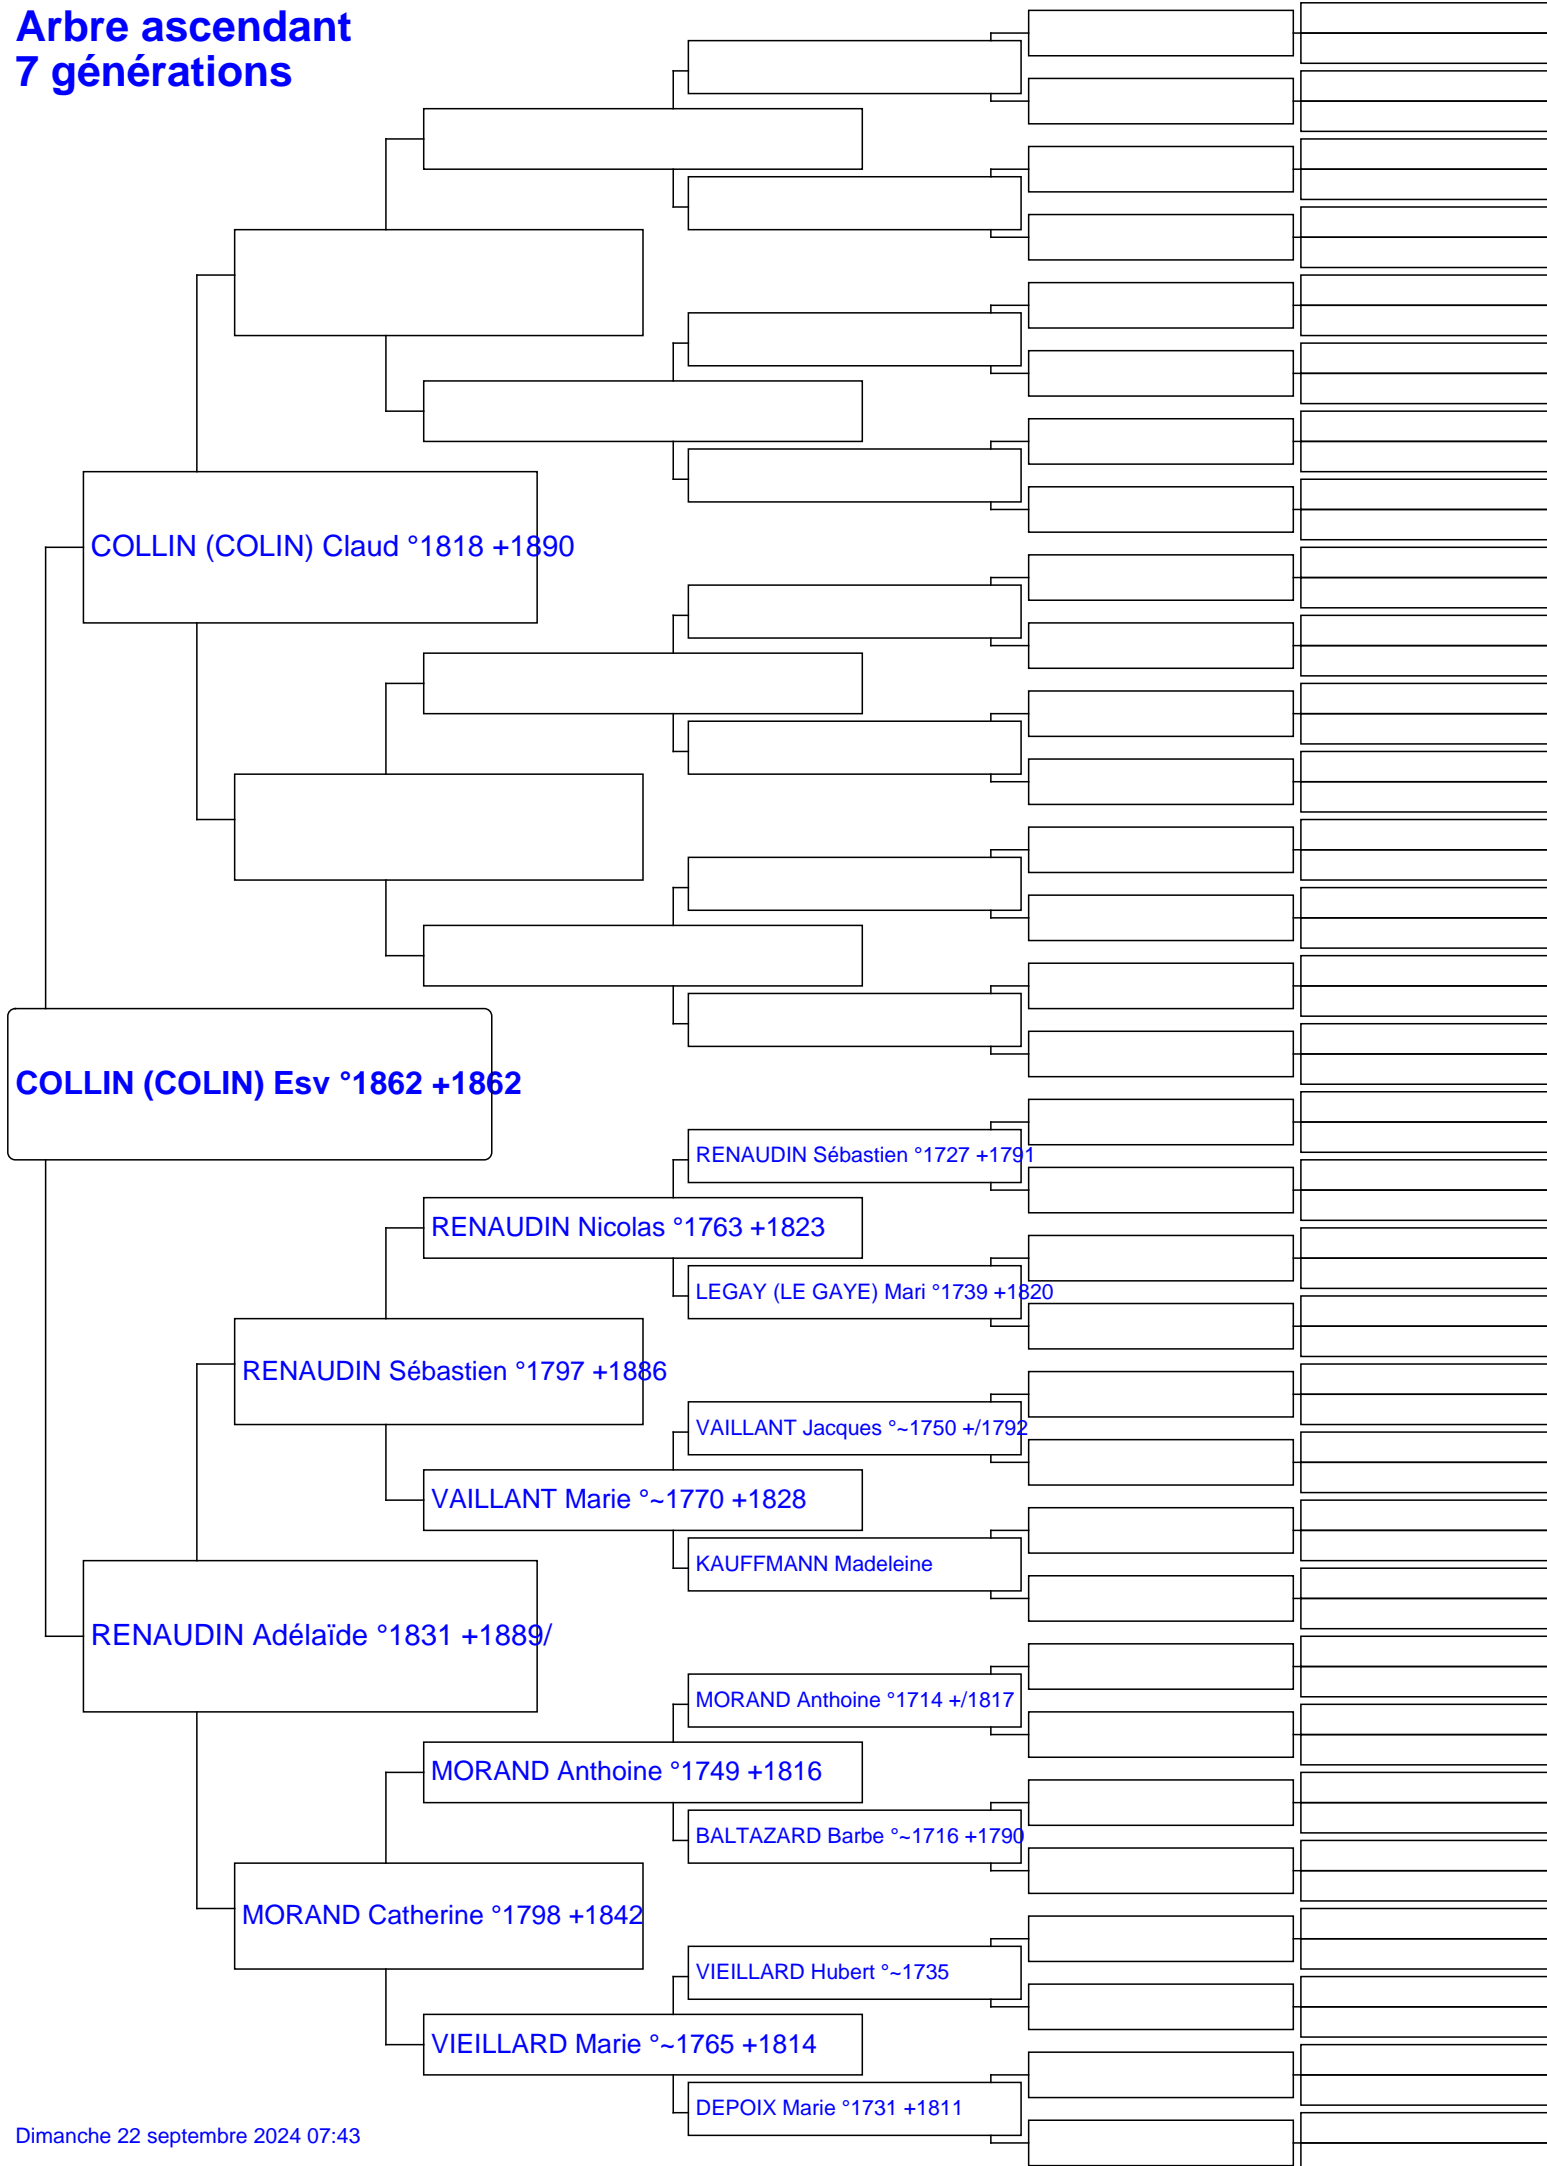 Arbre ascendant
7 générations
COLLIN (COLIN) Claud °1818 +1890
COLLIN (COLIN) Esv °1862 +1862
RENAUDIN Sébastien °1727 +1791
RENAUDIN Nicolas °1763 +1823
LEGAY (LE GAYE) Mari °1739 +1820
RENAUDIN Sébastien °1797 +1886
VAILLANT Jacques °~1750 +/1792
VAILLANT Marie °~1770 +1828
KAUFFMANN Madeleine
RENAUDIN Adélaïde °1831 +1889/
MORAND Anthoine °1714 +/1817
MORAND Anthoine °1749 +1816
BALTAZARD Barbe °~1716 +1790
MORAND Catherine °1798 +1842
VIEILLARD Hubert °~1735
VIEILLARD Marie °~1765 +1814
DEPOIX Marie °1731 +1811
Dimanche 22 septembre 2024 07:43